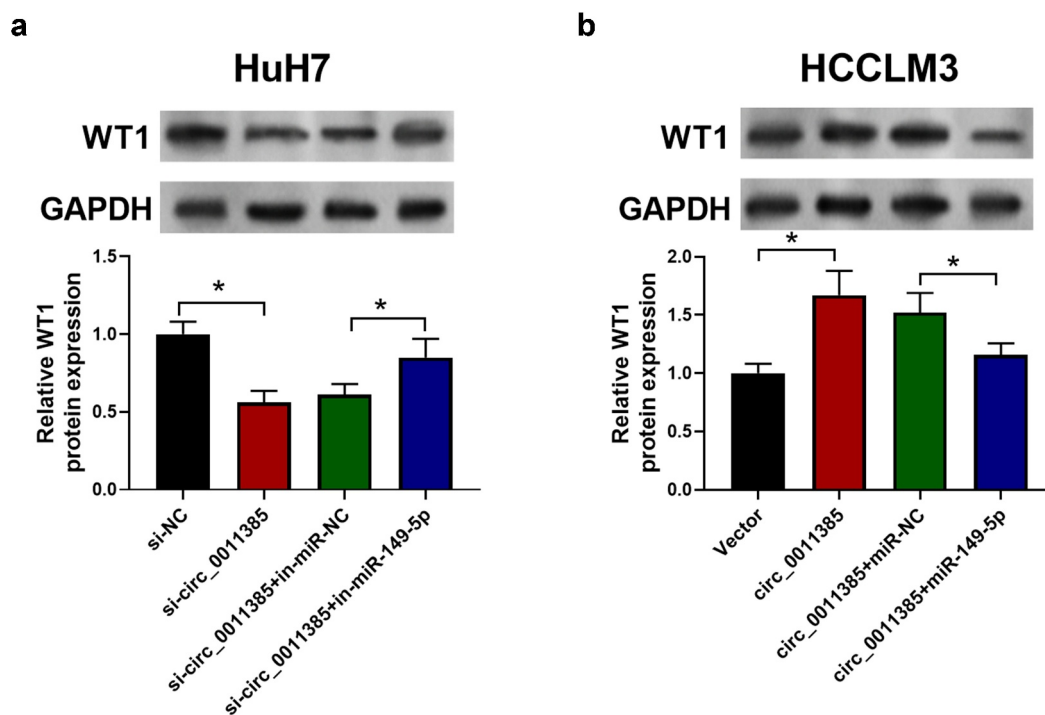 a
HuH7
WT1
GAPDH
*
*
Relative WT1
protein expression
1.5
1.0
0.5
0.0
si-NC
si-circ_0011385
si-circ_0011385+in-miR-NC
si-circ_0011385+in-miR-149-5p
b
HCCLM3
WT1
GAPDH
*
*
Relative WT1
protein expression
2.0
1.5
1.0
0.5
0.0
Vector
circ_0011385
circ_0011385+miR-NC
circ_0011385+miR-149-5p